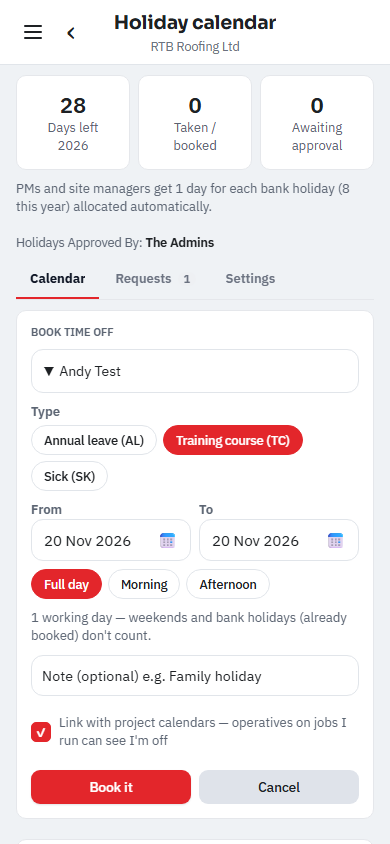 Holiday calendar
RTB Roofing Ltd
28
Days left
2026
0
Taken /
booked
0
Awaiting
approval
PMs and site managers get 1 day for each bank holiday (8
this year) allocated automatically.
Holidays Approved By: The Admins
Calendar
Requests 1
Settings
BOOK TIME OFF
▼ Andy Test
Type
Annual leave (AL)
Training course (TC)
Sick (SK)
From
To
20 Nov 2026
20 Nov 2026
Full day
Morning
Afternoon
1 working day — weekends and bank holidays (already
booked) don't count.
Note (optional) e.g. Family holiday
Link with project calendars — operatives on jobs I
run can see I'm off
Book it
Cancel